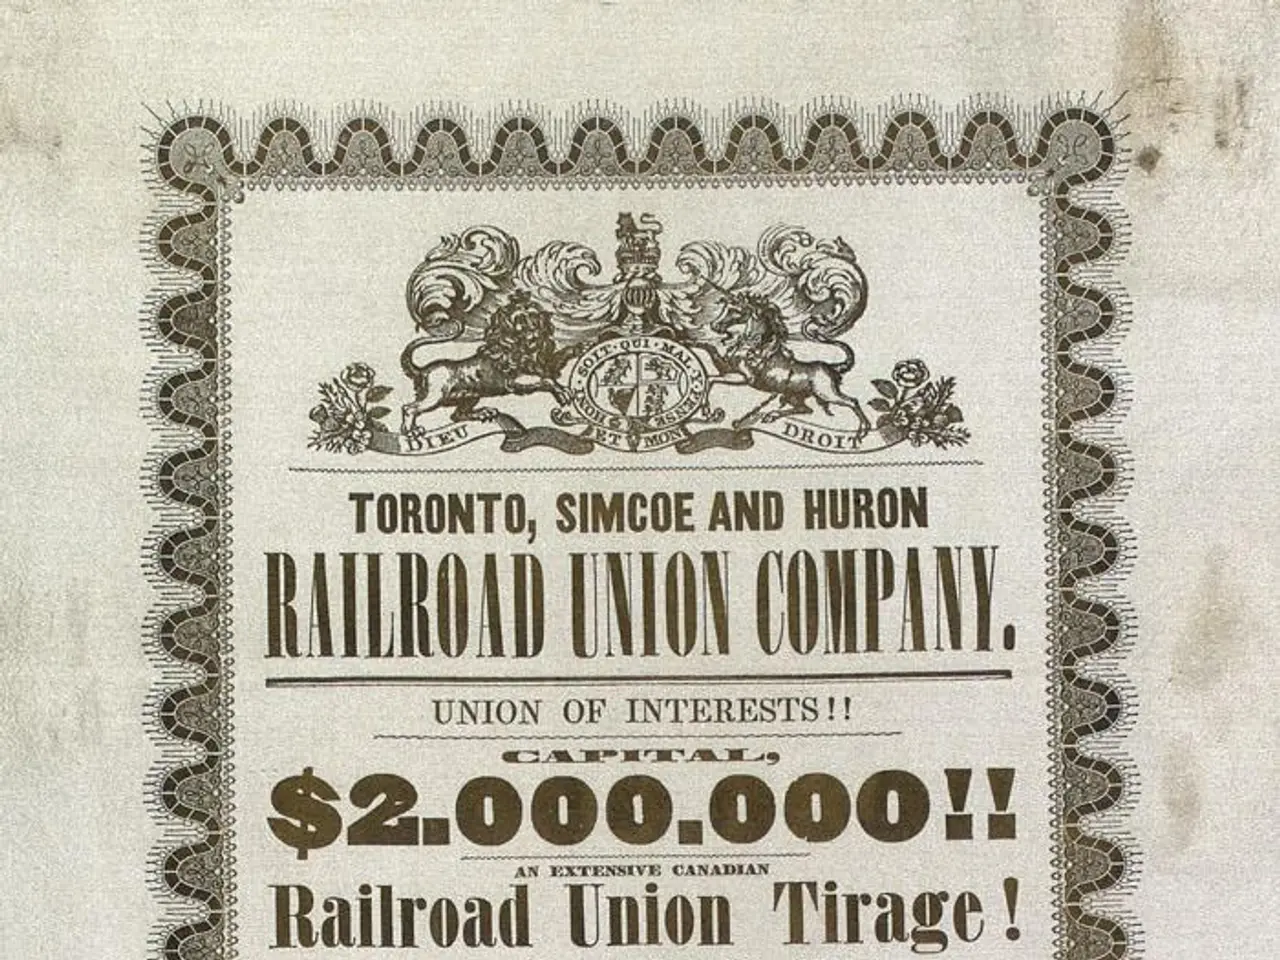 SOIT·QUI·MAL·Y·PENSE
HONI
DIEU ET MON DROIT
TORONTO, SIMCOE AND HURON
RAILROAD UNION COMPANY.
UNION OF INTERESTS!!
CAPITAL,
$2.000.000!!
AN EXTENSIVE CANADIAN
Railroad Union Tirage!